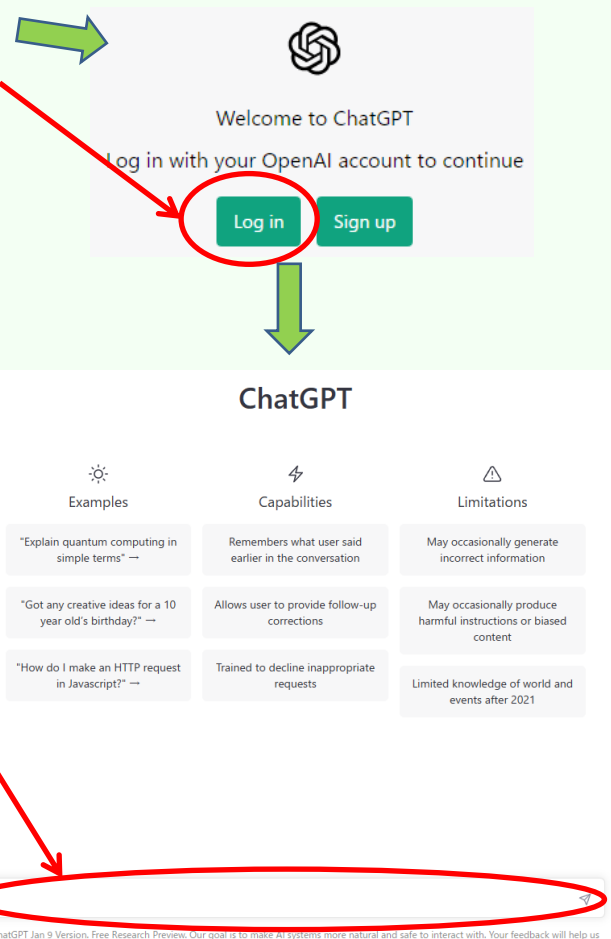 Welcome to ChatGPT
Log in with your OpenAI account to continue
Log in
Sign up
ChatGPT
Examples
"Explain quantum computing in
simple terms" →
"Got any creative ideas for a 10
year old's birthday?" →
"How do I make an HTTP request
in Javascript?" →
Capabilities
Remembers what user said
earlier in the conversation
Allows user to provide follow-up
corrections
Trained to decline inappropriate
requests
Limitations
May occasionally generate
incorrect information
May occasionally produce
harmful instructions or biased
content
Limited knowledge of world and
events after 2021
hatGPT Jan 9 Version. Free Research Preview. Our goal is to make AI systems more natural and safe to interact with. Your feedback will help us